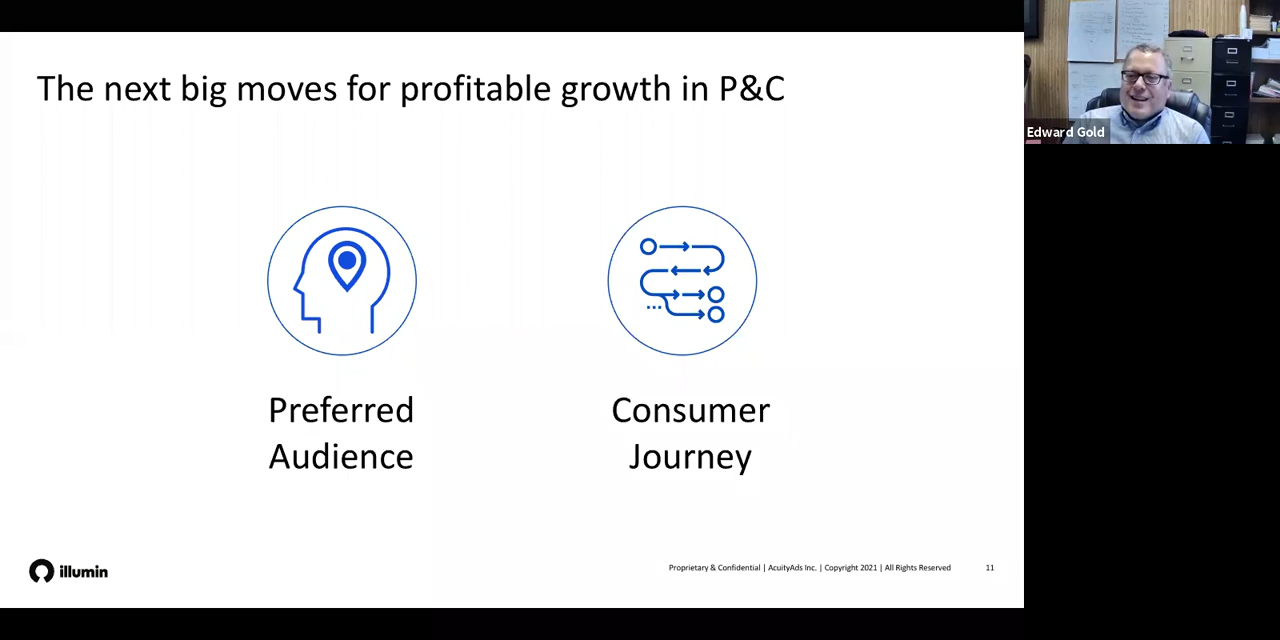 The next big moves for profitable growth in P&C
Edward Gold
Preferred
Audience
Consumer
Journey
illumin
Proprietary & Confidential | AcuityAds Inc. | Copyright 2021 | All Rights Reserved
11